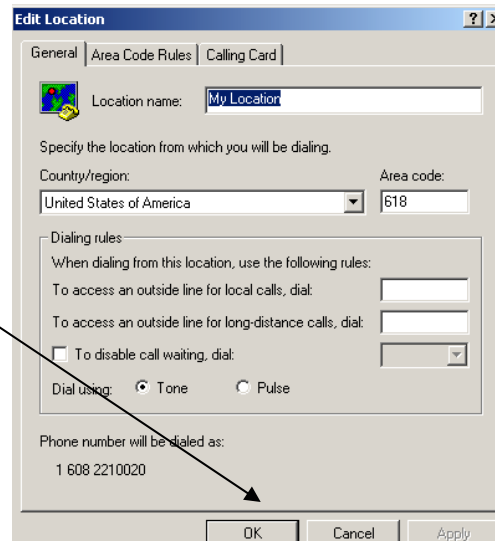 Edit Location
General Area Code Rules Calling Card
Location name: My Location
Specify the location from which you will be dialing.
Country/region: Area code:
United States of America 618
Dialing rules
When dialing from this location, use the following rules:
To access an outside line for local calls, dial:
To access an outside line for long-distance calls, dial:
To disable call waiting, dial:
Dial using: Tone Pulse
Phone number will be dialed as:
1 608 2210020
OK Cancel Apply